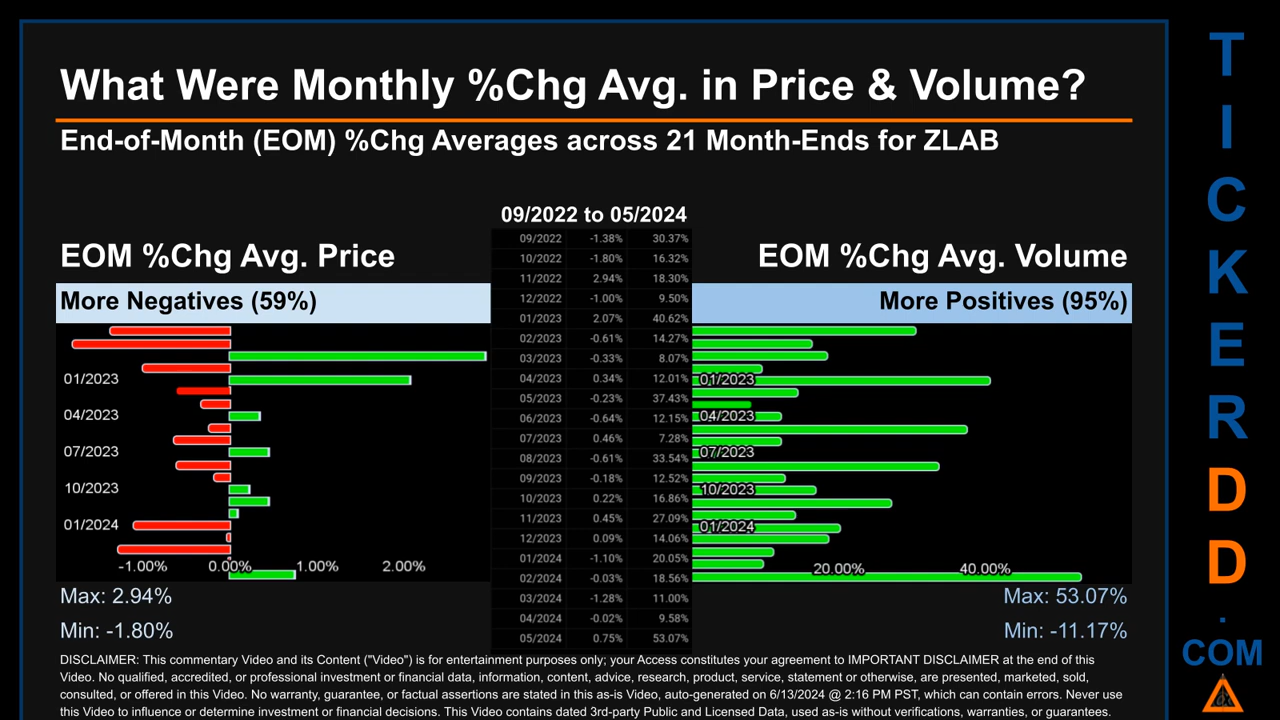 What Were Monthly %Chg Avg. in Price & Volume?
End-of-Month (EOM) %Chg Averages across 21 Month-Ends for ZLAB
09/2022 to 05/2024
EOM %Chg Avg. Price
EOM %Chg Avg. Volume
More Negatives (59%)
More Positives (95%)
09/2022 -1.38% 30.37%
10/2022 -1.80% 16.32%
11/2022 2.94% 18.30%
12/2022 -1.00% 9.50%
01/2023 2.07% 40.62%
02/2023 -0.61% 14.27%
03/2023 -0.33% 8.07%
04/2023 0.34% 12.01%
05/2023 -0.23% 37.43%
06/2023 -0.64% 12.15%
07/2023 0.46% 7.28%
08/2023 -0.61% 33.54%
09/2023 -0.18% 12.52%
10/2023 0.22% 16.86%
11/2023 0.45% 27.09%
12/2023 0.09% 14.06%
01/2024 -1.10% 20.05%
02/2024 -0.03% 18.56%
03/2024 -1.28% 11.00%
04/2024 -0.02% 9.58%
05/2024 0.75% 53.07%
01/2023
04/2023
07/2023
10/2023
01/2024
-1.00% 0.00% 1.00% 2.00%
01/2023
04/2023
07/2023
10/2023
01/2024
20.00% 40.00%
Max: 2.94%
Min: -1.80%
Max: 53.07%
Min: -11.17%
DISCLAIMER: This commentary Video and its Content ("Video") is for entertainment purposes only; your Access constitutes your agreement to IMPORTANT DISCLAIMER at the end of this
Video. No qualified, accredited, or professional investment or financial data, information, content, advice, research, product, service, statement or otherwise, are presented, marketed, sold,
consulted, or offered in this Video. No warranty, guarantee, or factual assertions are stated in this as-is Video, auto-generated on 6/13/2024 @ 2:16 PM PST, which can contain errors. Never use
this Video to influence or determine investment or financial decisions. This Video contains dated 3rd-party Public and Licensed Data, used as-is without verifications, warranties, or guarantees.
T
I
C
K
E
R
D
D
.
COM